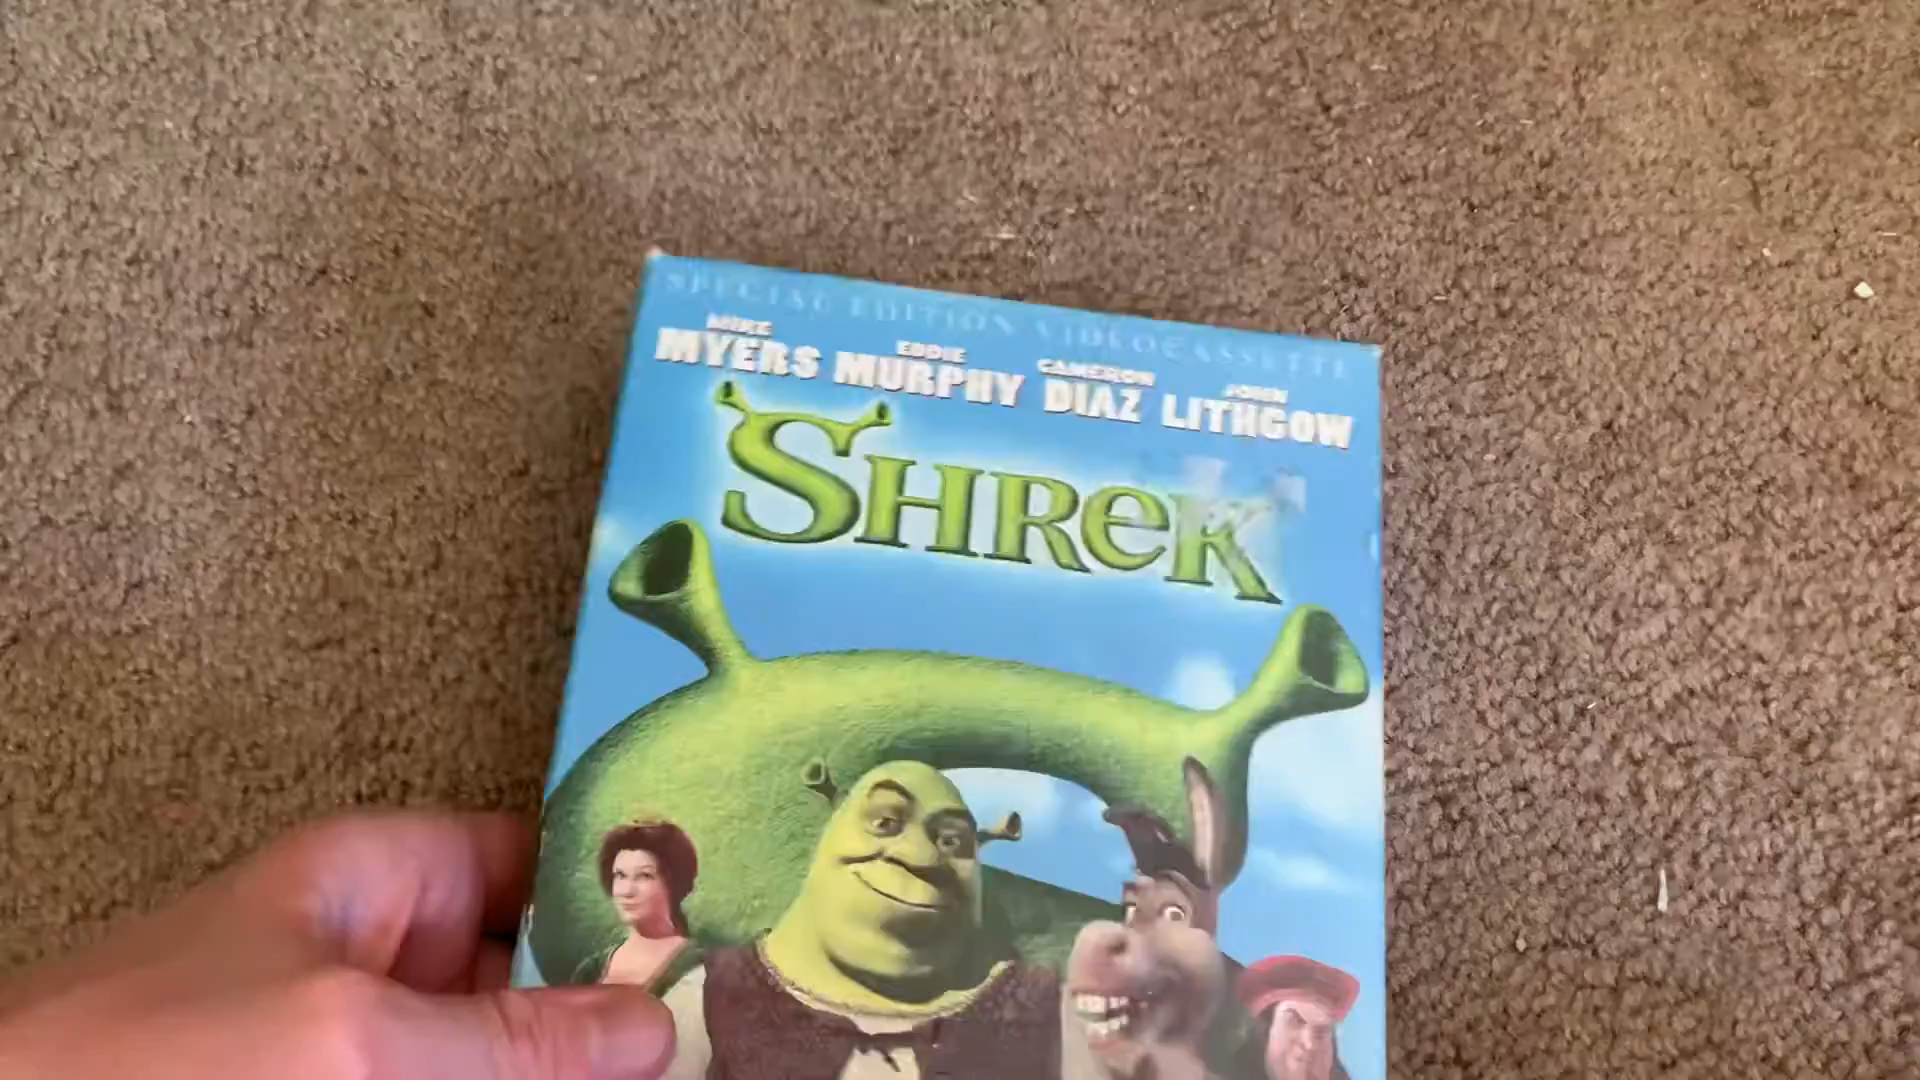 SPECIAL EDITION VIDEOCASSETTE
MIKE EDDIE CAMERON JOHN
MYERS MURPHY DIAZ LITHGOW
SHREK